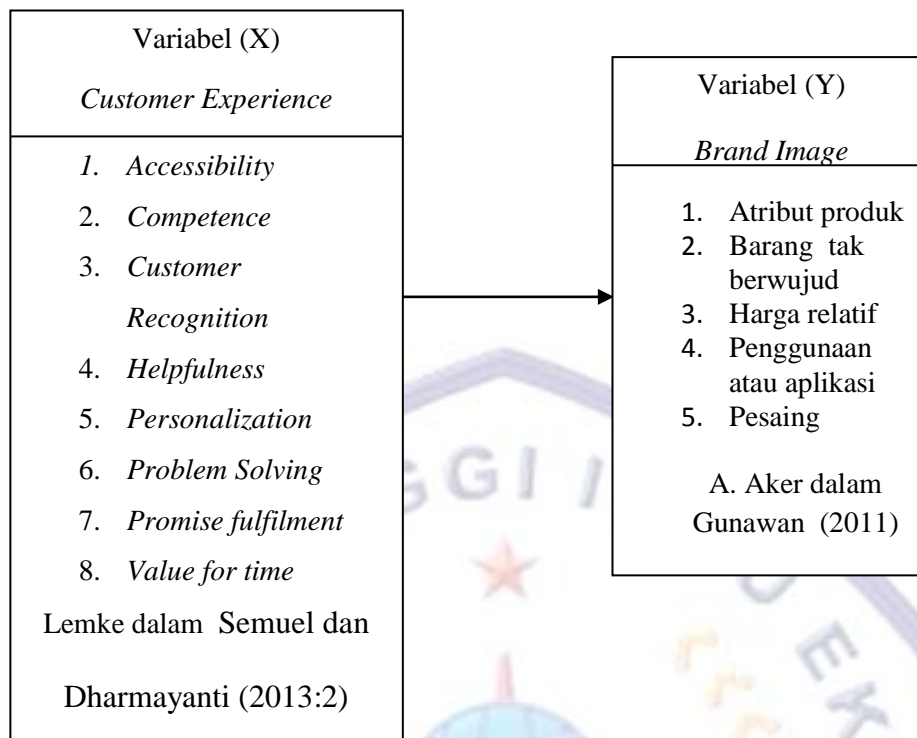 Variabel (X)
Customer Experience
1. Accessibility
2. Competence
3. Customer
Recognition
4. Helpfulness
5. Personalization
6. Problem Solving
7. Promise fulfilment
8. Value for time
Lemke dalam Semuel dan
Dharmayanti (2013:2)
Variabel (Y)
Brand Image
1. Atribut produk
2. Barang tak
berwujud
3. Harga relatif
4. Penggunaan
atau aplikasi
5. Pesaing
A. Aker dalam
Gunawan (2011)
GGI I
EK